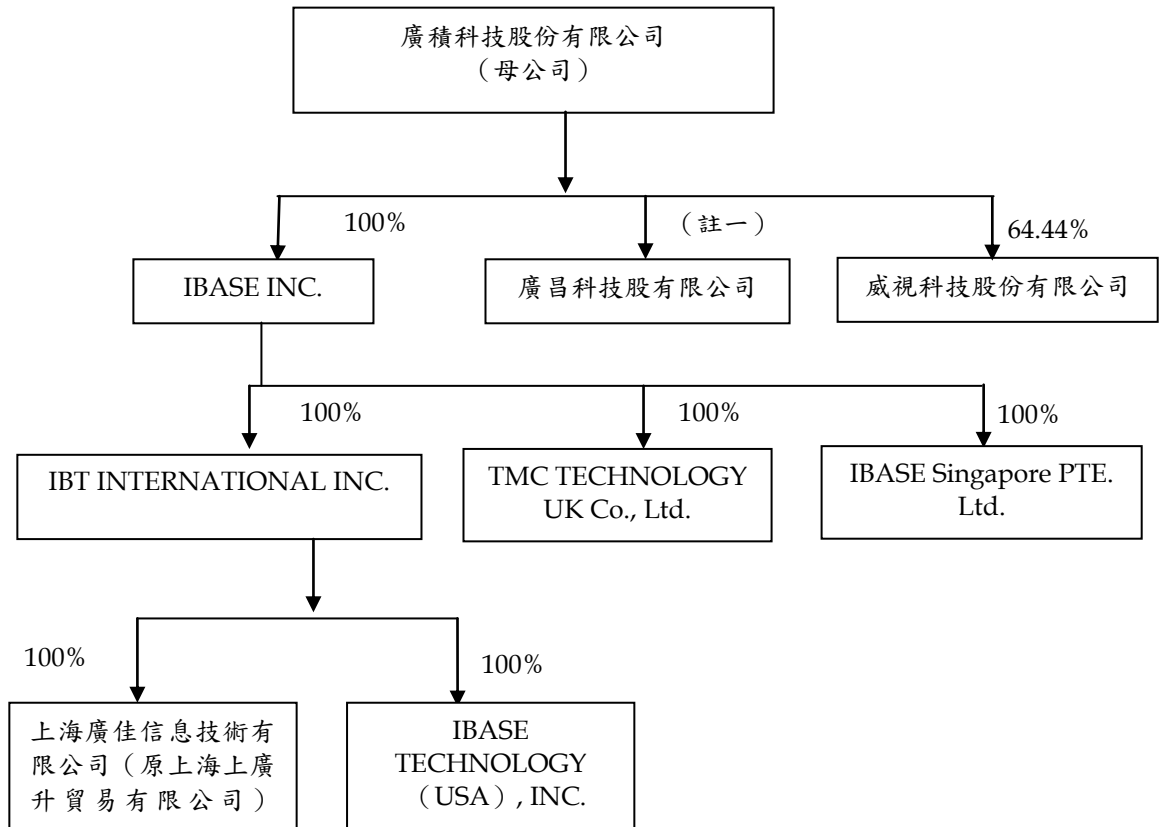 廣積科技股份有限公司
（母公司）
100%
（註一）
64.44%
IBASE INC.
廣昌科技股有限公司
威視科技股份有限公司
100%
100%
100%
IBT INTERNATIONAL INC.
TMC TECHNOLOGY
UK Co., Ltd.
IBASE Singapore PTE.
Ltd.
100%
100%
上海廣佳信息技術有
限公司（原上海上廣
升貿易有限公司）
IBASE
TECHNOLOGY
（USA）, INC.